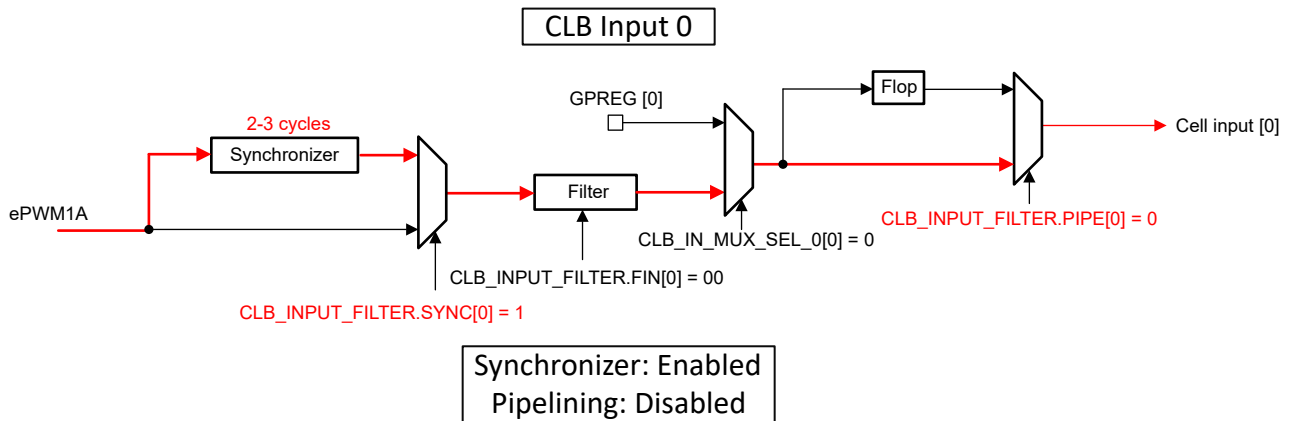 CLB Input 0
Flop
GPREG [0]
2-3 cycles
Cell input [0]
Synchronizer
Filter
ePWM1A
CLB_INPUT_FILTER.PIPE[0] = 0
CLB_IN_MUX_SEL_0[0] = 0
CLB_INPUT_FILTER.FIN[0] = 00
CLB_INPUT_FILTER.SYNC[0] = 1
Synchronizer: Enabled
Pipelining: Disabled